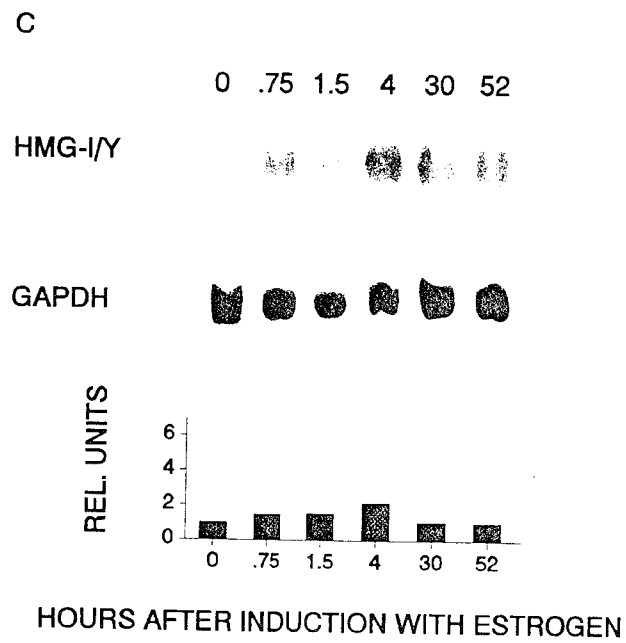 C
0 .75 1.5 4 30 52
HMG-I/Y
GAPDH
REL. UNITS
6
4
2
0
0 .75 1.5 4 30 52
HOURS AFTER INDUCTION WITH ESTROGEN